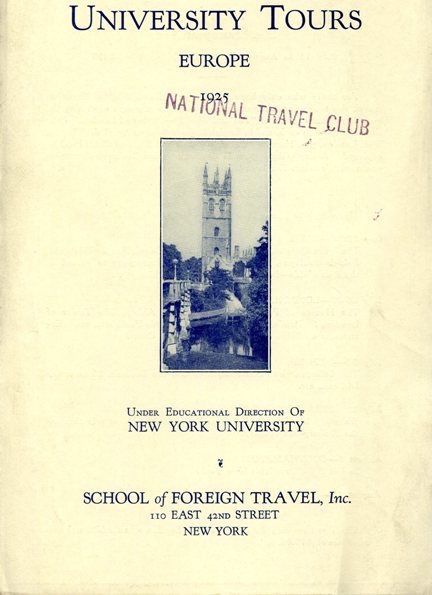 UNIVERSITY TOURS
EUROPE
1925
NATIONAL TRAVEL CLUB
UNDER EDUCATIONAL DIRECTION OF
NEW YORK UNIVERSITY
SCHOOL of FOREIGN TRAVEL, Inc.
110 EAST 42ND STREET
NEW YORK